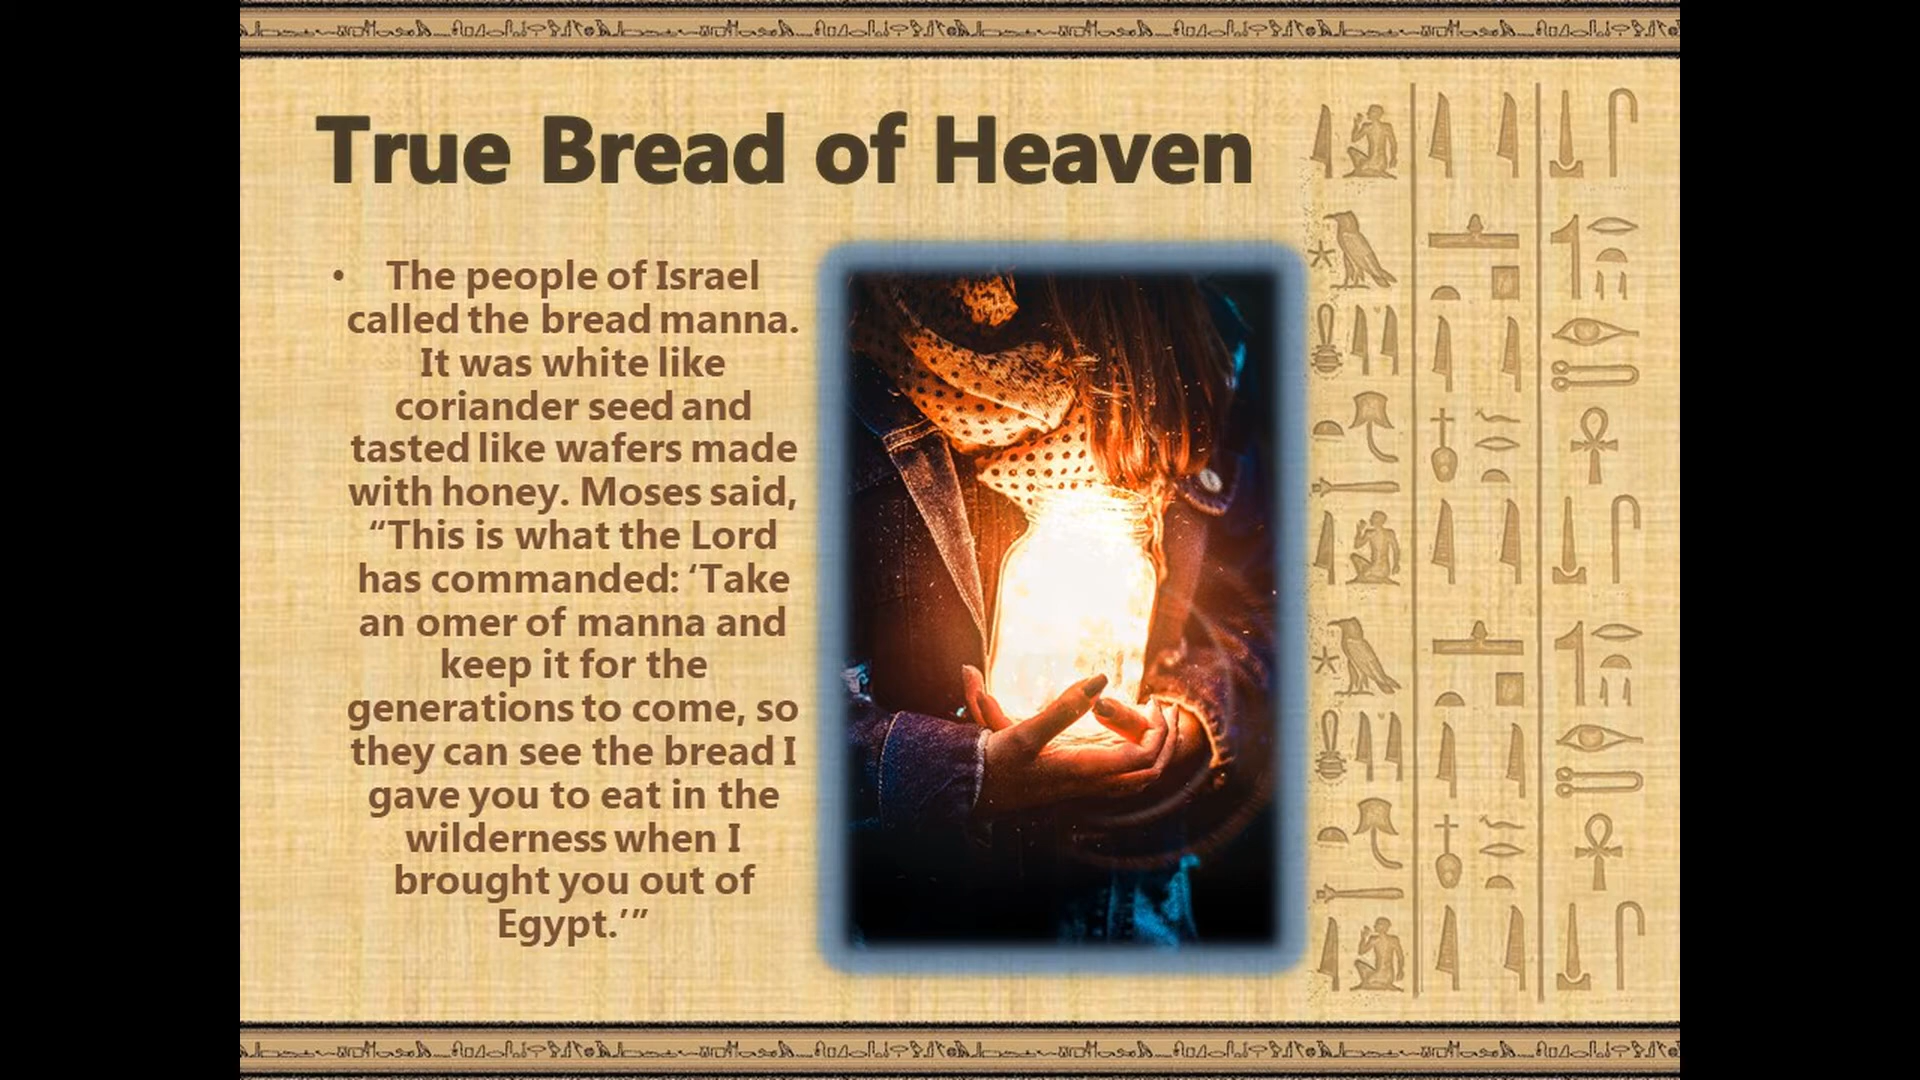 True Bread of Heaven
• The people of Israel
called the bread manna.
It was white like
coriander seed and
tasted like wafers made
with honey. Moses said,
“This is what the Lord
has commanded: ‘Take
an omer of manna and
keep it for the
generations to come, so
they can see the bread I
gave you to eat in the
wilderness when I
brought you out of
Egypt.’”